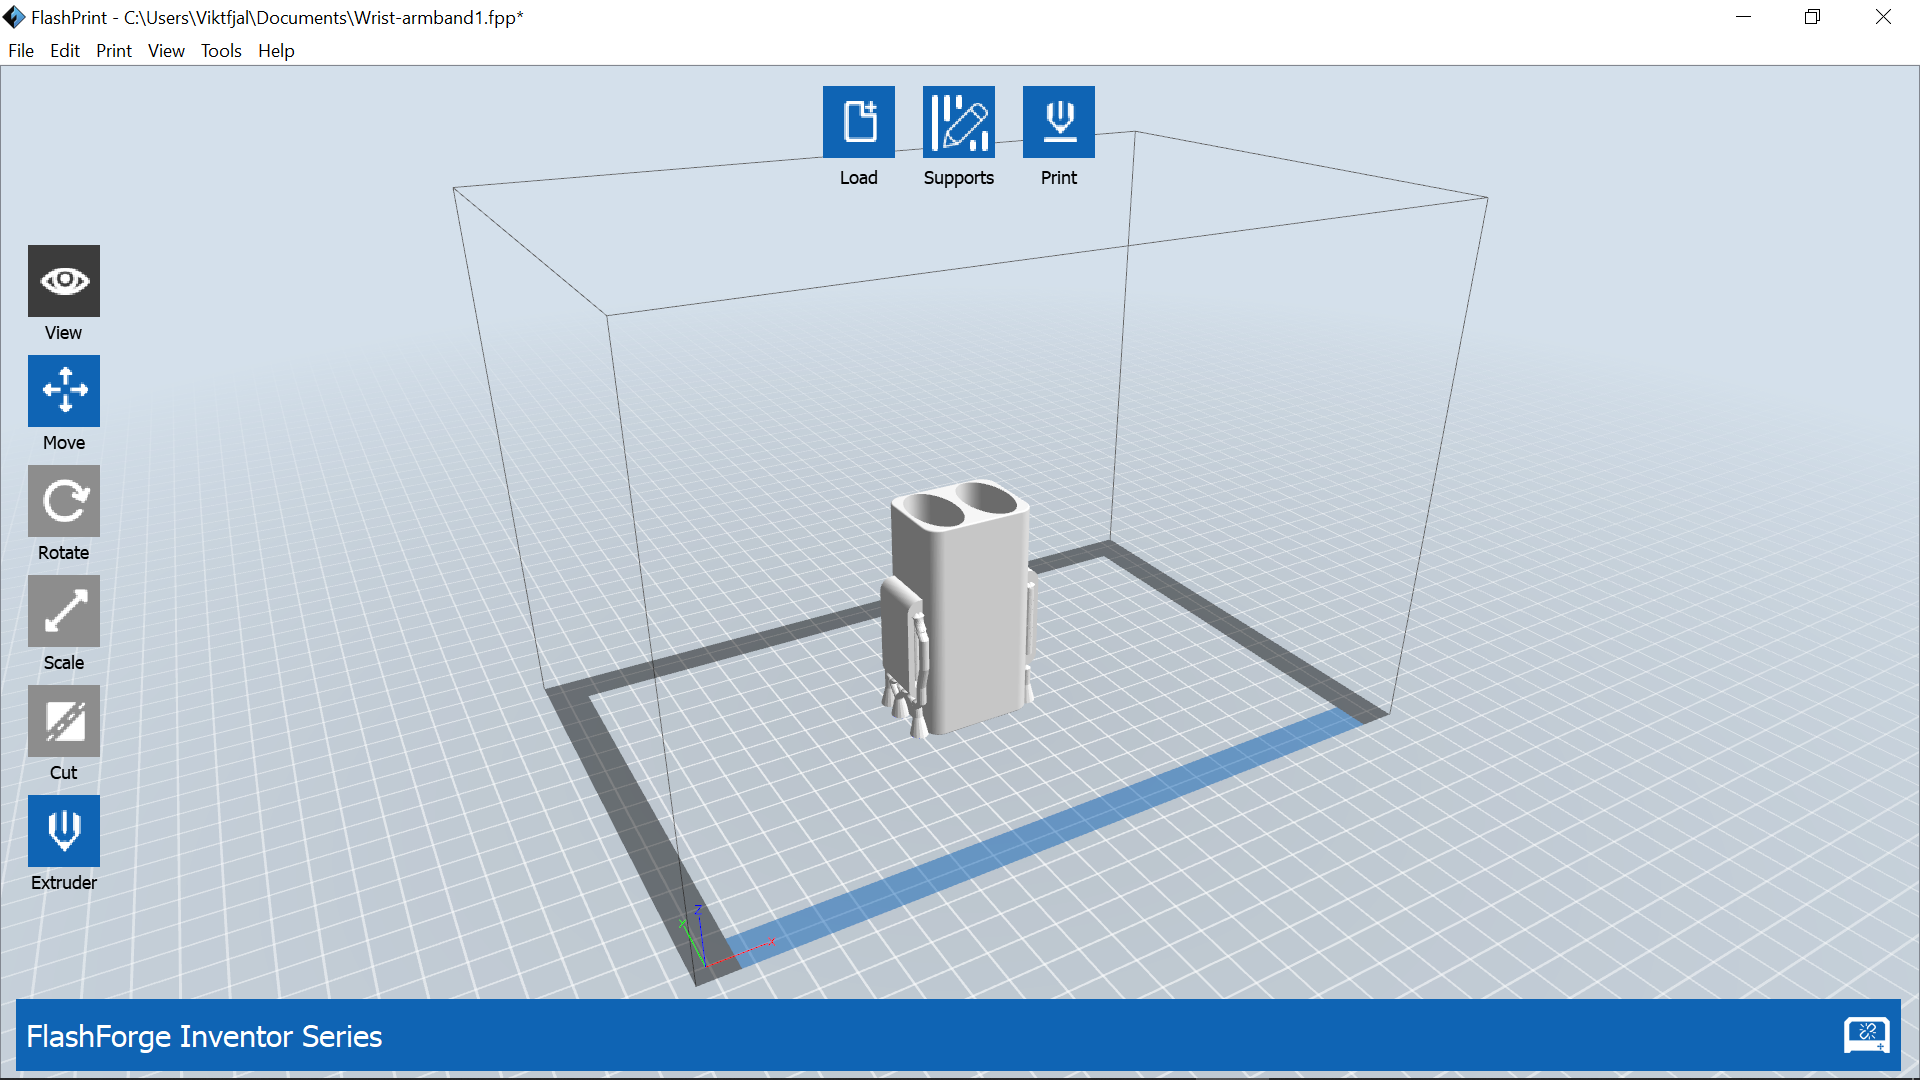 FlashPrint - C:\Users\Viktfjal\Documents\Wrist-armband1.fpp*
File Edit Print View Tools Help
Load Supports Print
View
Move
Rotate
Scale
Cut
Extruder
Z
Y
X
FlashForge Inventor Series